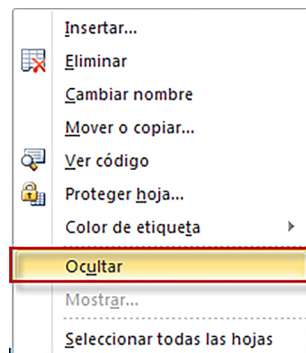 Insertar...
Eliminar
Cambiar nombre
Mover o copiar...
Ver código
Proteger hoja...
Color de etiqueta
Ocultar
Mostrar...
Seleccionar todas las hojas